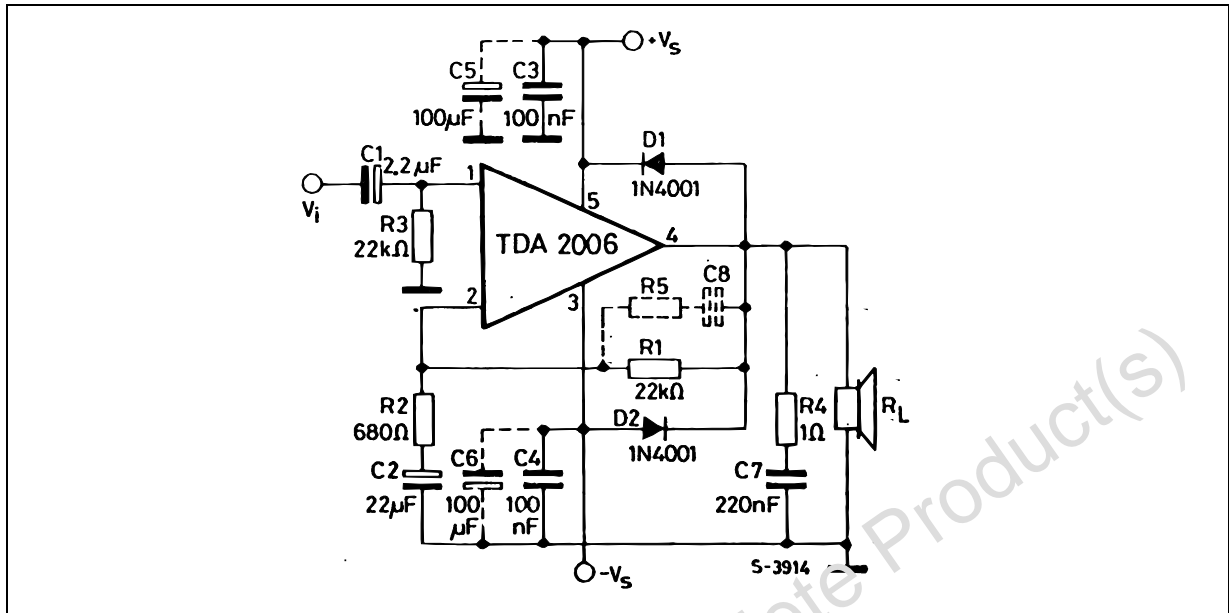 +Vs
C5
C3
100µF
100 nF
D1
1N4001
C1
2.2µF
Vi
1
5
R3
22kΩ
TDA 2006
4
2
3
R5
C8
R1
22kΩ
R2
680Ω
D2
1N4001
R4
1Ω
RL
C2
22µF
C6
100
µF
C4
100
nF
C7
220nF
S-3914
-Vs
ete Product(s)